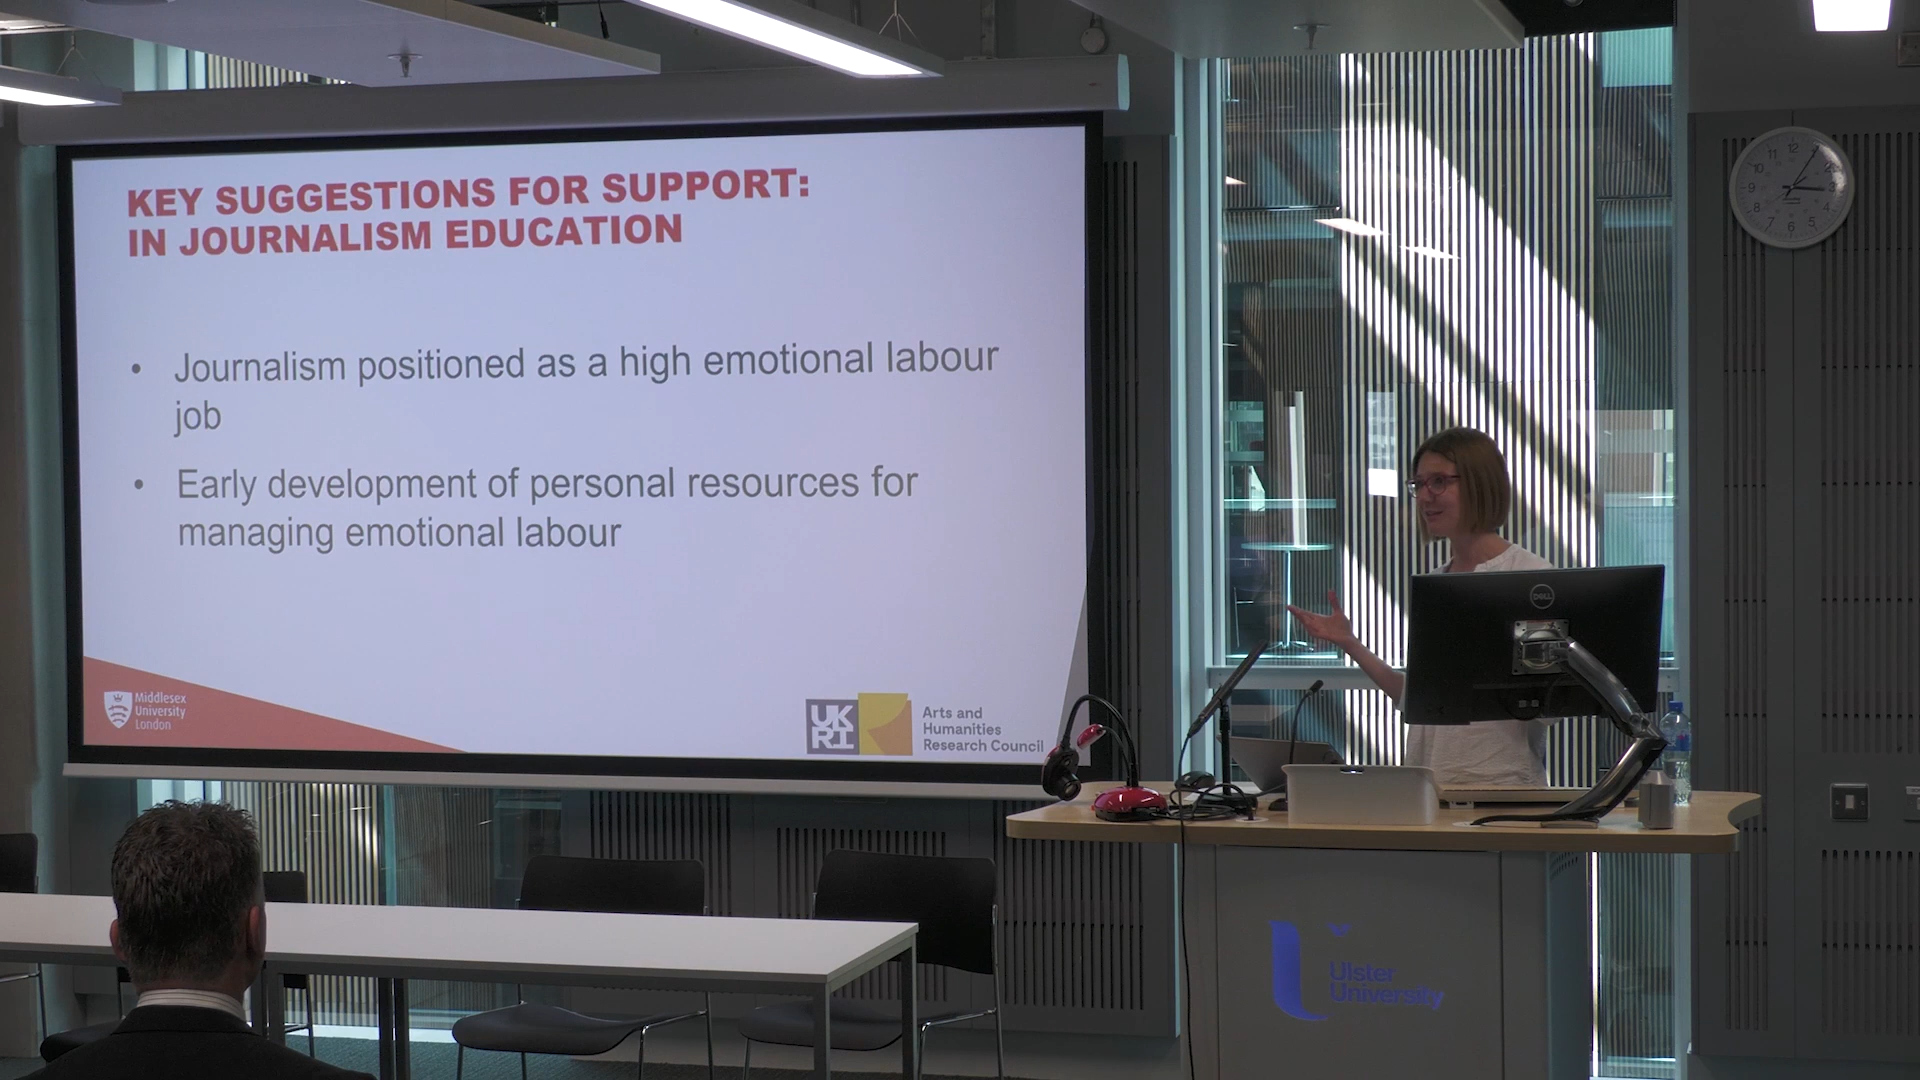 KEY SUGGESTIONS FOR SUPPORT:
IN JOURNALISM EDUCATION
• Journalism positioned as a high emotional labour
job
• Early development of personal resources for
managing emotional labour
Middlesex
University
London
UK
RI
Arts and
Humanities
Research Council
DELL
Ulster
University